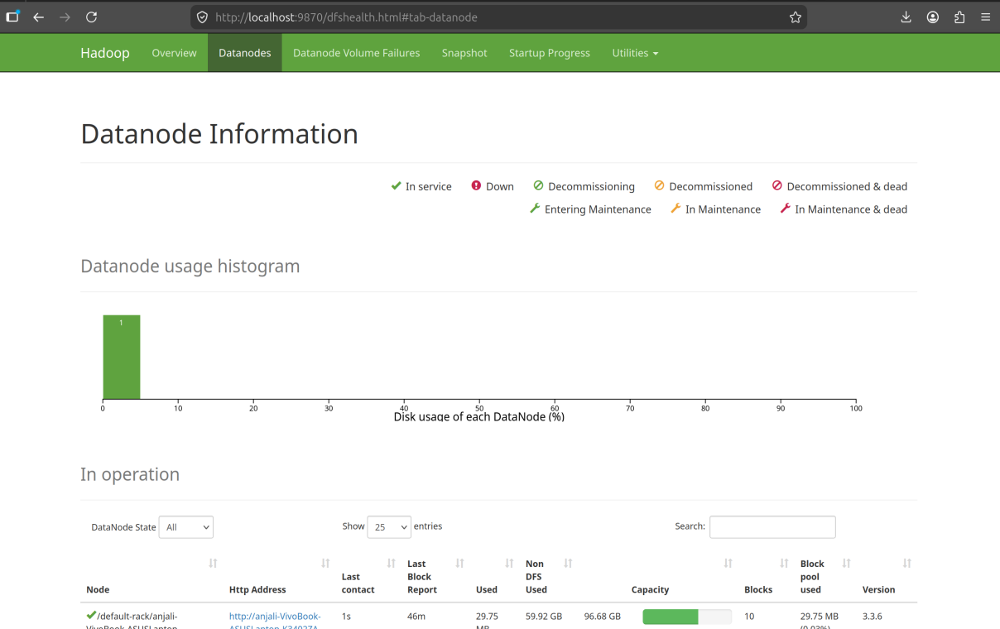 http://localhost:9870/dfshealth.html#tab-datanode
Hadoop Overview Datanodes Datanode Volume Failures Snapshot Startup Progress Utilities
Datanode Information
In service Down Decommissioning Decommissioned Decommissioned & dead
Entering Maintenance In Maintenance In Maintenance & dead
Datanode usage histogram
1
0 10 20 30 40 50 60 70 80 90 100
Disk usage of each DataNode (%)
In operation
DataNode State All Show 25 entries Search:
Node Http Address Last contact Last Block Report Used Non DFS Used Capacity Blocks Block pool used Version
/default-rack/anjali- http://anjali-VivoBook- 1s 46m 29.75 59.92 GB 96.68 GB 10 29.75 MB 3.3.6
VivoBook-ASUSLaptop- ASUSLaptop-K3402ZA MB (0.03%)